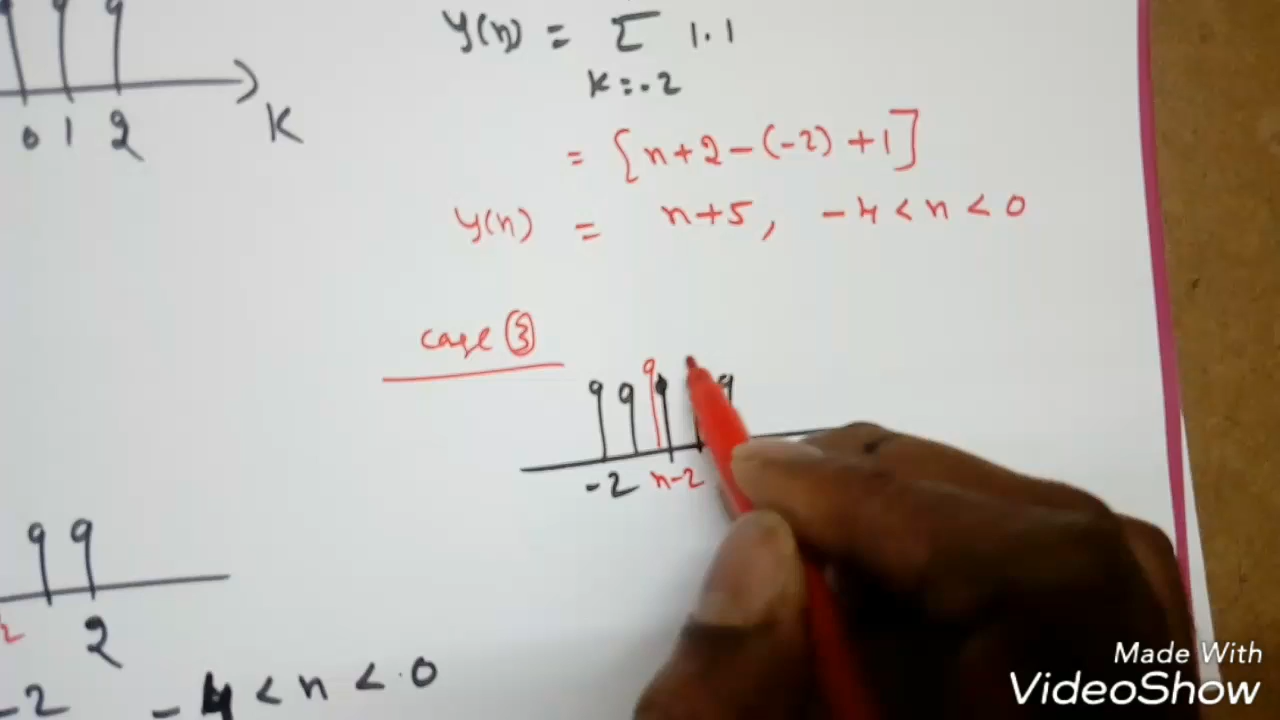 y(n) = Σ 1.1
k=-2
0 1 2 K
= [n+2-(-2)+1]
y(n) = n+5, -4<n<0
case ③
-2 n-2
2
-2 -4<n<0
Made With
VideoShow